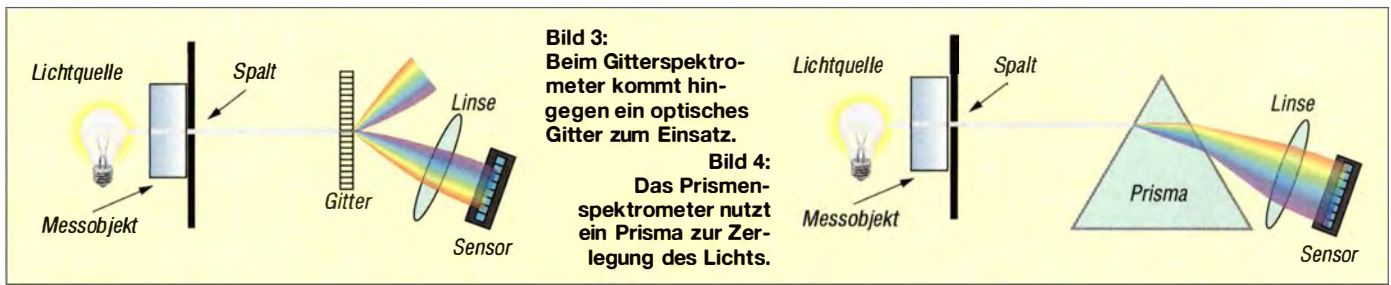 Lichtquelle
Spalt
Linse
Gitter
Messobjekt
Sensor
Bild 3:
Beim Gitterspektro-
meter kommt hin-
gegen ein optisches
Gitter zum Einsatz.
Bild 4:
Das Prismen-
spektrometer nutzt
ein Prisma zur Zer-
legung des Lichts.
Lichtquelle
Spalt
Linse
Prisma
Messobjekt
Sensor